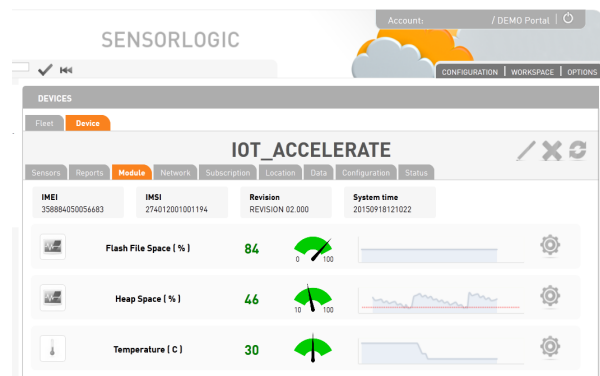 Account: / DEMO Portal
SENSORLOGIC
CONFIGURATION | WORKSPACE | OPTIONS
DEVICES
Fleet Device
IOT_ACCELERATE
Sensors Reports Module Network Subscription Location Data Configuration Status
IMEI IMSI Revision System time
358884050056683 274012001001194 REVISION 02.000 20150918121022
Flash File Space ( % ) 84 0 100
Heap Space ( % ) 46 10 100
Temperature ( C ) 30